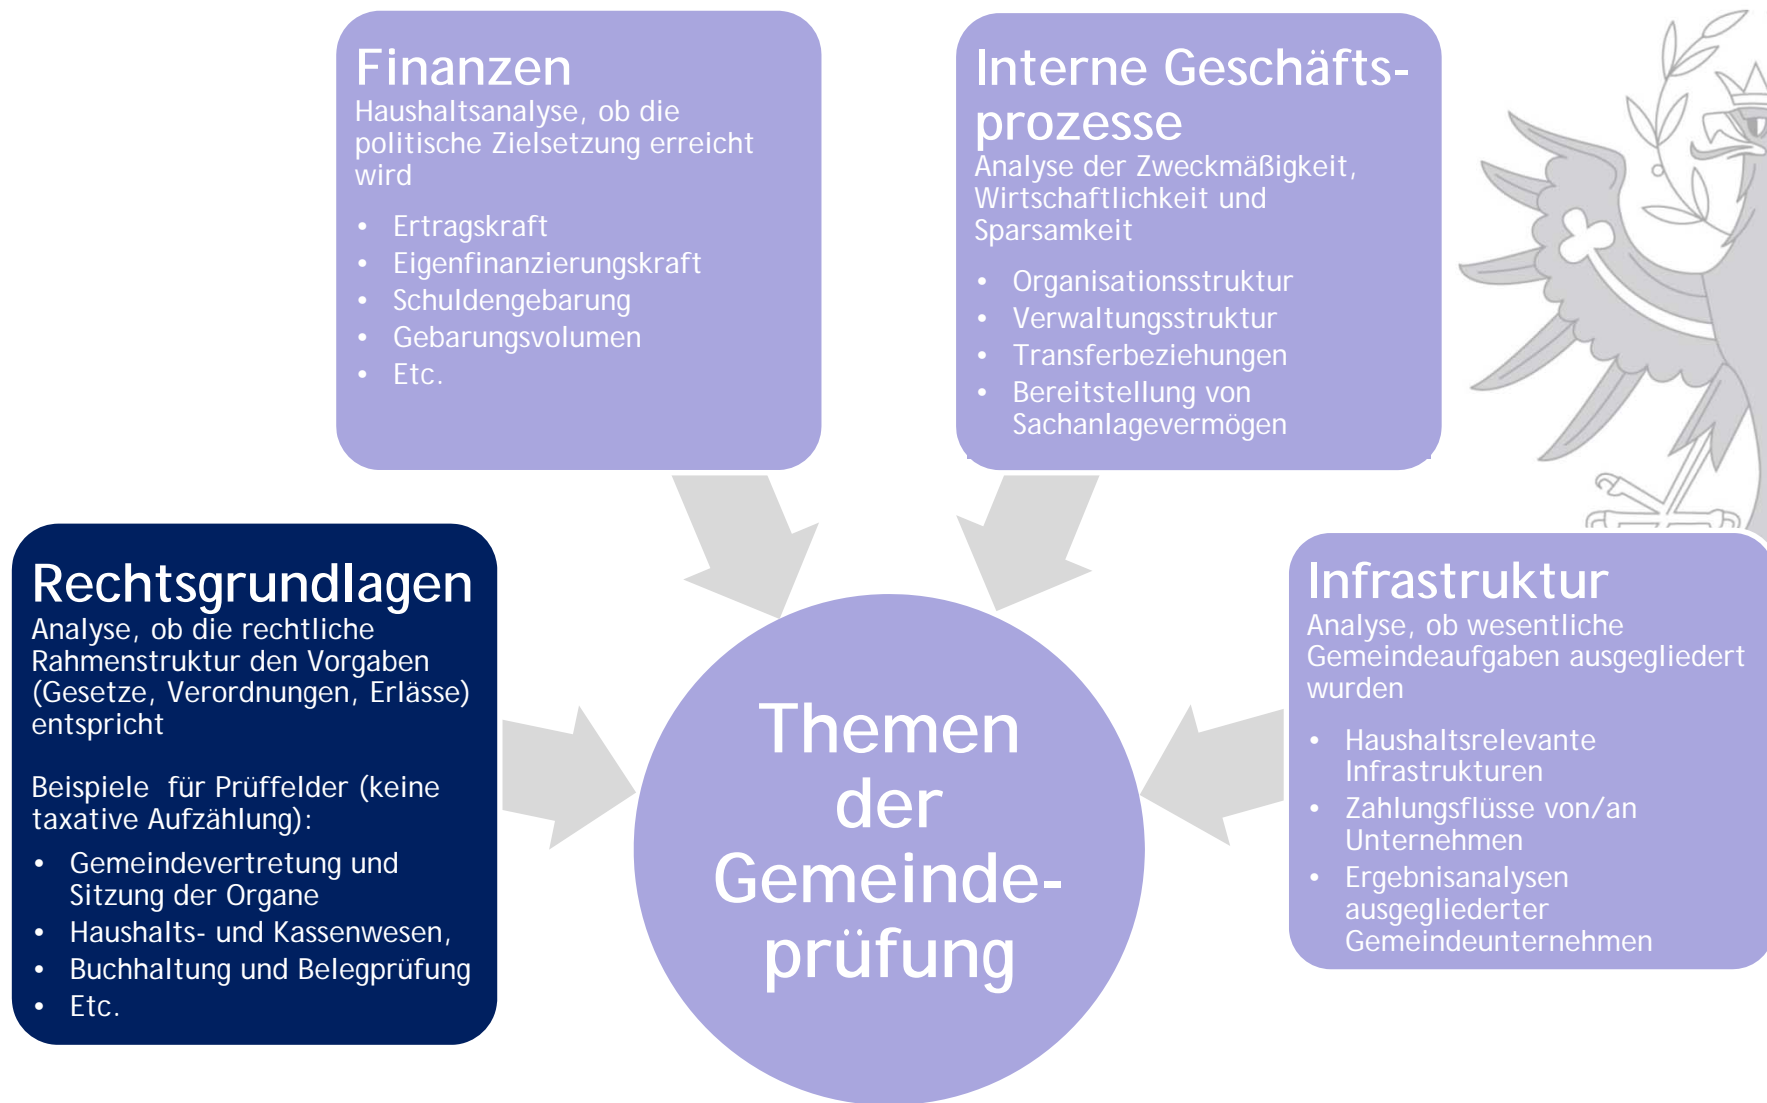 Finanzen
Haushaltsanalyse, ob die
politische Zielsetzung erreicht
wird
• Ertragskraft
• Eigenfinanzierungskraft
• Schuldengebarung
• Gebarungsvolumen
• Etc.
Interne Geschäfts-
prozesse
Analyse der Zweckmäßigkeit,
Wirtschaftlichkeit und
Sparsamkeit
• Organisationsstruktur
• Verwaltungsstruktur
• Transferbeziehungen
• Bereitstellung von
Sachanlagevermögen
Rechtsgrundlagen
Analyse, ob die rechtliche
Rahmenstruktur den Vorgaben
(Gesetze, Verordnungen, Erlässe)
entspricht
Beispiele für Prüffelder (keine
taxative Aufzählung):
• Gemeindevertretung und
Sitzung der Organe
• Haushalts- und Kassenwesen,
• Buchhaltung und Belegprüfung
• Etc.
Themen
der
Gemeinde-
prüfung
Infrastruktur
Analyse, ob wesentliche
Gemeindeaufgaben ausgegliedert
wurden
• Haushaltsrelevante
Infrastrukturen
• Zahlungsflüsse von/an
Unternehmen
• Ergebnisanalysen
ausgegliederter
Gemeindeunternehmen